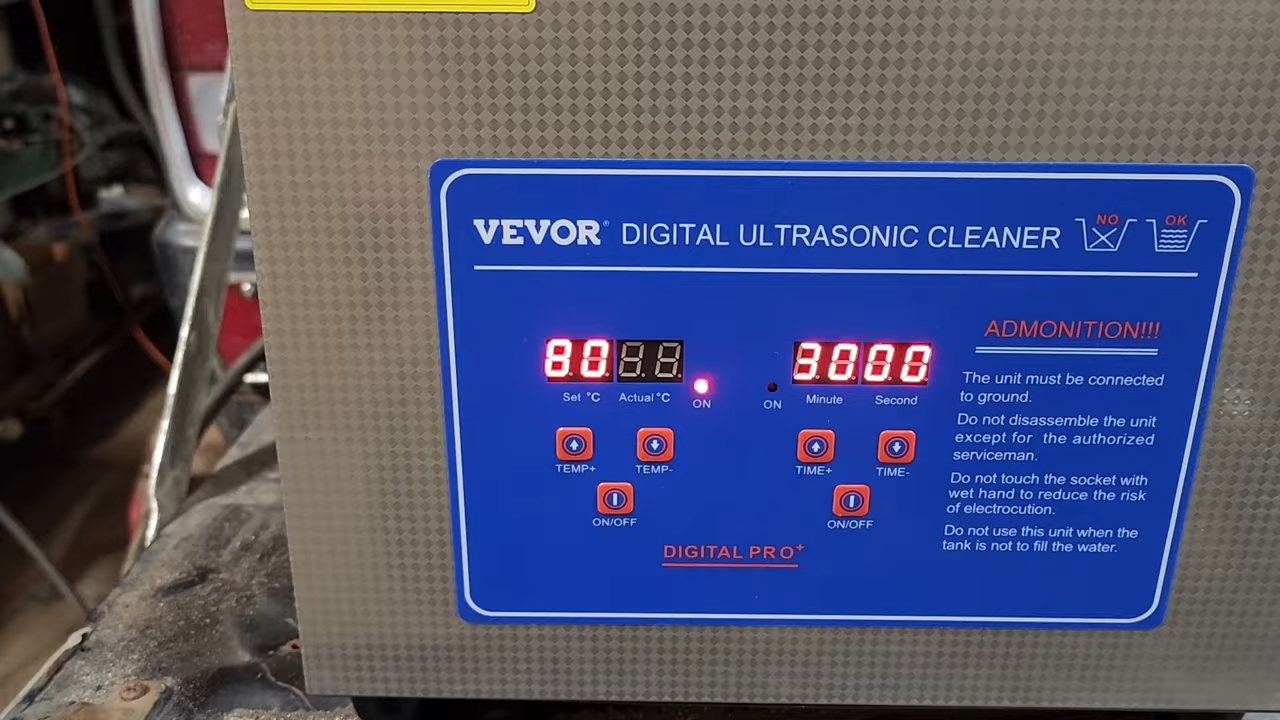 VEVOR® DIGITAL ULTRASONIC CLEANER
NO
OK
80
3000
Set °C
Actual °C
ON
ON
Minute
Second
TEMP+
TEMP-
TIME+
TIME-
ON/OFF
ON/OFF
DIGITAL PRO+
ADMONITION!!!
The unit must be connected
to ground.
Do not disassemble the unit
except for the authorized
serviceman.
Do not touch the socket with
wet hand to reduce the risk
of electrocution.
Do not use this unit when the
tank is not to fill the water.